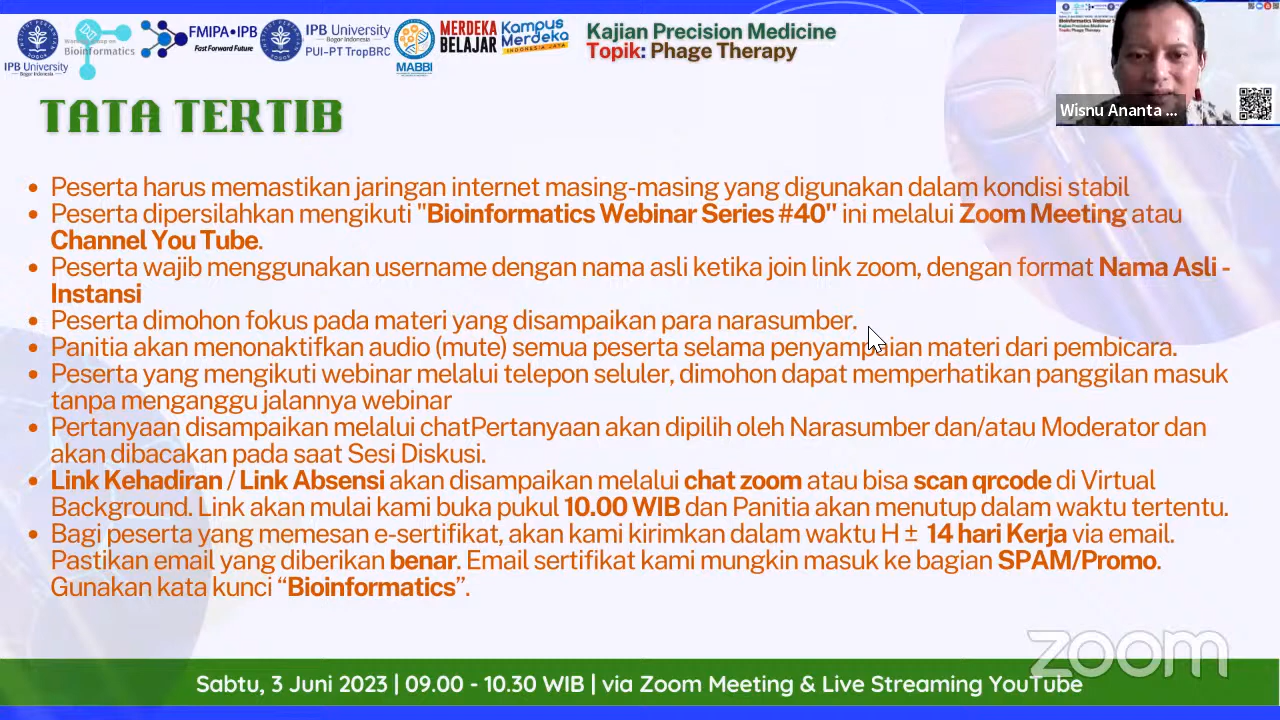 IPB University
Bogor Indonesia
Workshop on
Bioinformatics
FMIPA•IPB
Fast Forward Future
IPB University
Bogor Indonesia
PUI-PT TropBRC
MABBI
MERDEKA
BELAJAR
Kampus
Merdeka
INDONESIA JAYA
Kajian Precision Medicine
Topik: Phage Therapy
Wisnu Ananta ...
TATA TERTIB
• Peserta harus memastikan jaringan internet masing-masing yang digunakan dalam kondisi stabil
• Peserta dipersilahkan mengikuti "Bioinformatics Webinar Series #40" ini melalui Zoom Meeting atau
Channel You Tube.
• Peserta wajib menggunakan username dengan nama asli ketika join link zoom, dengan format Nama Asli -
Instansi
• Peserta dimohon fokus pada materi yang disampaikan para narasumber.
• Panitia akan menonaktifkan audio (mute) semua peserta selama penyampaian materi dari pembicara.
• Peserta yang mengikuti webinar melalui telepon seluler, dimohon dapat memperhatikan panggilan masuk
tanpa menganggu jalannya webinar
• Pertanyaan disampaikan melalui chatPertanyaan akan dipilih oleh Narasumber dan/atau Moderator dan
akan dibacakan pada saat Sesi Diskusi.
• Link Kehadiran / Link Absensi akan disampaikan melalui chat zoom atau bisa scan qrcode di Virtual
Background. Link akan mulai kami buka pukul 10.00 WIB dan Panitia akan menutup dalam waktu tertentu.
• Bagi peserta yang memesan e-sertifikat, akan kami kirimkan dalam waktu H ± 14 hari Kerja via email.
Pastikan email yang diberikan benar. Email sertifikat kami mungkin masuk ke bagian SPAM/Promo.
Gunakan kata kunci “Bioinformatics”.
zoom
Sabtu, 3 Juni 2023 | 09.00 - 10.30 WIB | via Zoom Meeting & Live Streaming YouTube